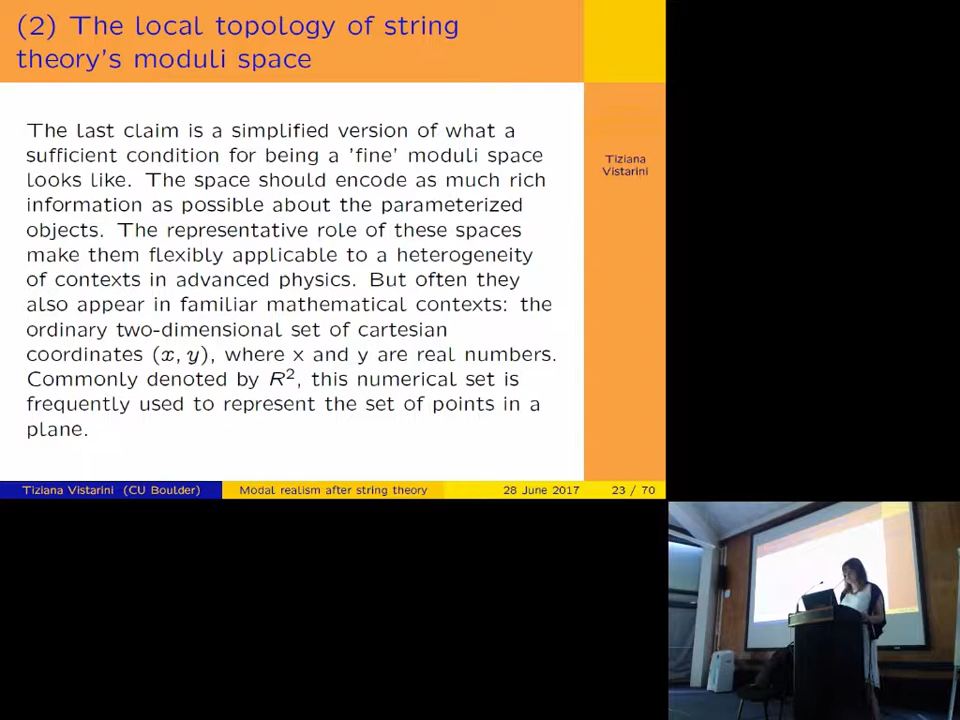 (2) The local topology of string
theory's moduli space
The last claim is a simplified version of what a
sufficient condition for being a 'fine' moduli space
looks like. The space should encode as much rich
information as possible about the parameterized
objects. The representative role of these spaces
make them flexibly applicable to a heterogeneity
of contexts in advanced physics. But often they
also appear in familiar mathematical contexts: the
ordinary two-dimensional set of cartesian
coordinates (x, y), where x and y are real numbers.
Commonly denoted by R², this numerical set is
frequently used to represent the set of points in a
plane.
Tiziana
Vistarini
Tiziana Vistarini (CU Boulder) Modal realism after string theory 28 June 2017 23 / 70